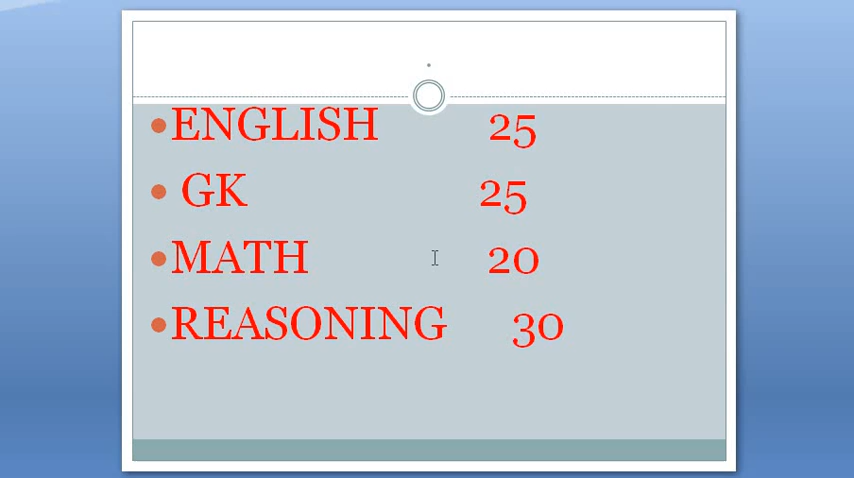 •ENGLISH 25
• GK 25
•MATH 20
•REASONING 30